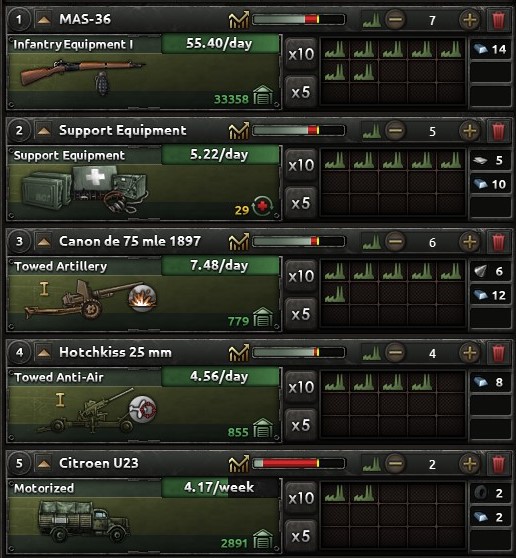 1 MAS-36 7
Infantry Equipment I 55.40/day x10 14
33358 x5
2 Support Equipment 5
Support Equipment 5.22/day x10 5
29 x5 10
3 Canon de 75 mle 1897 6
Towed Artillery 7.48/day x10 6
I
779 x5 12
4 Hotchkiss 25 mm 4
Towed Anti-Air 4.56/day x10 8
I
855 x5
5 Citroen U23 2
Motorized 4.17/week x10 2
2891 x5 2